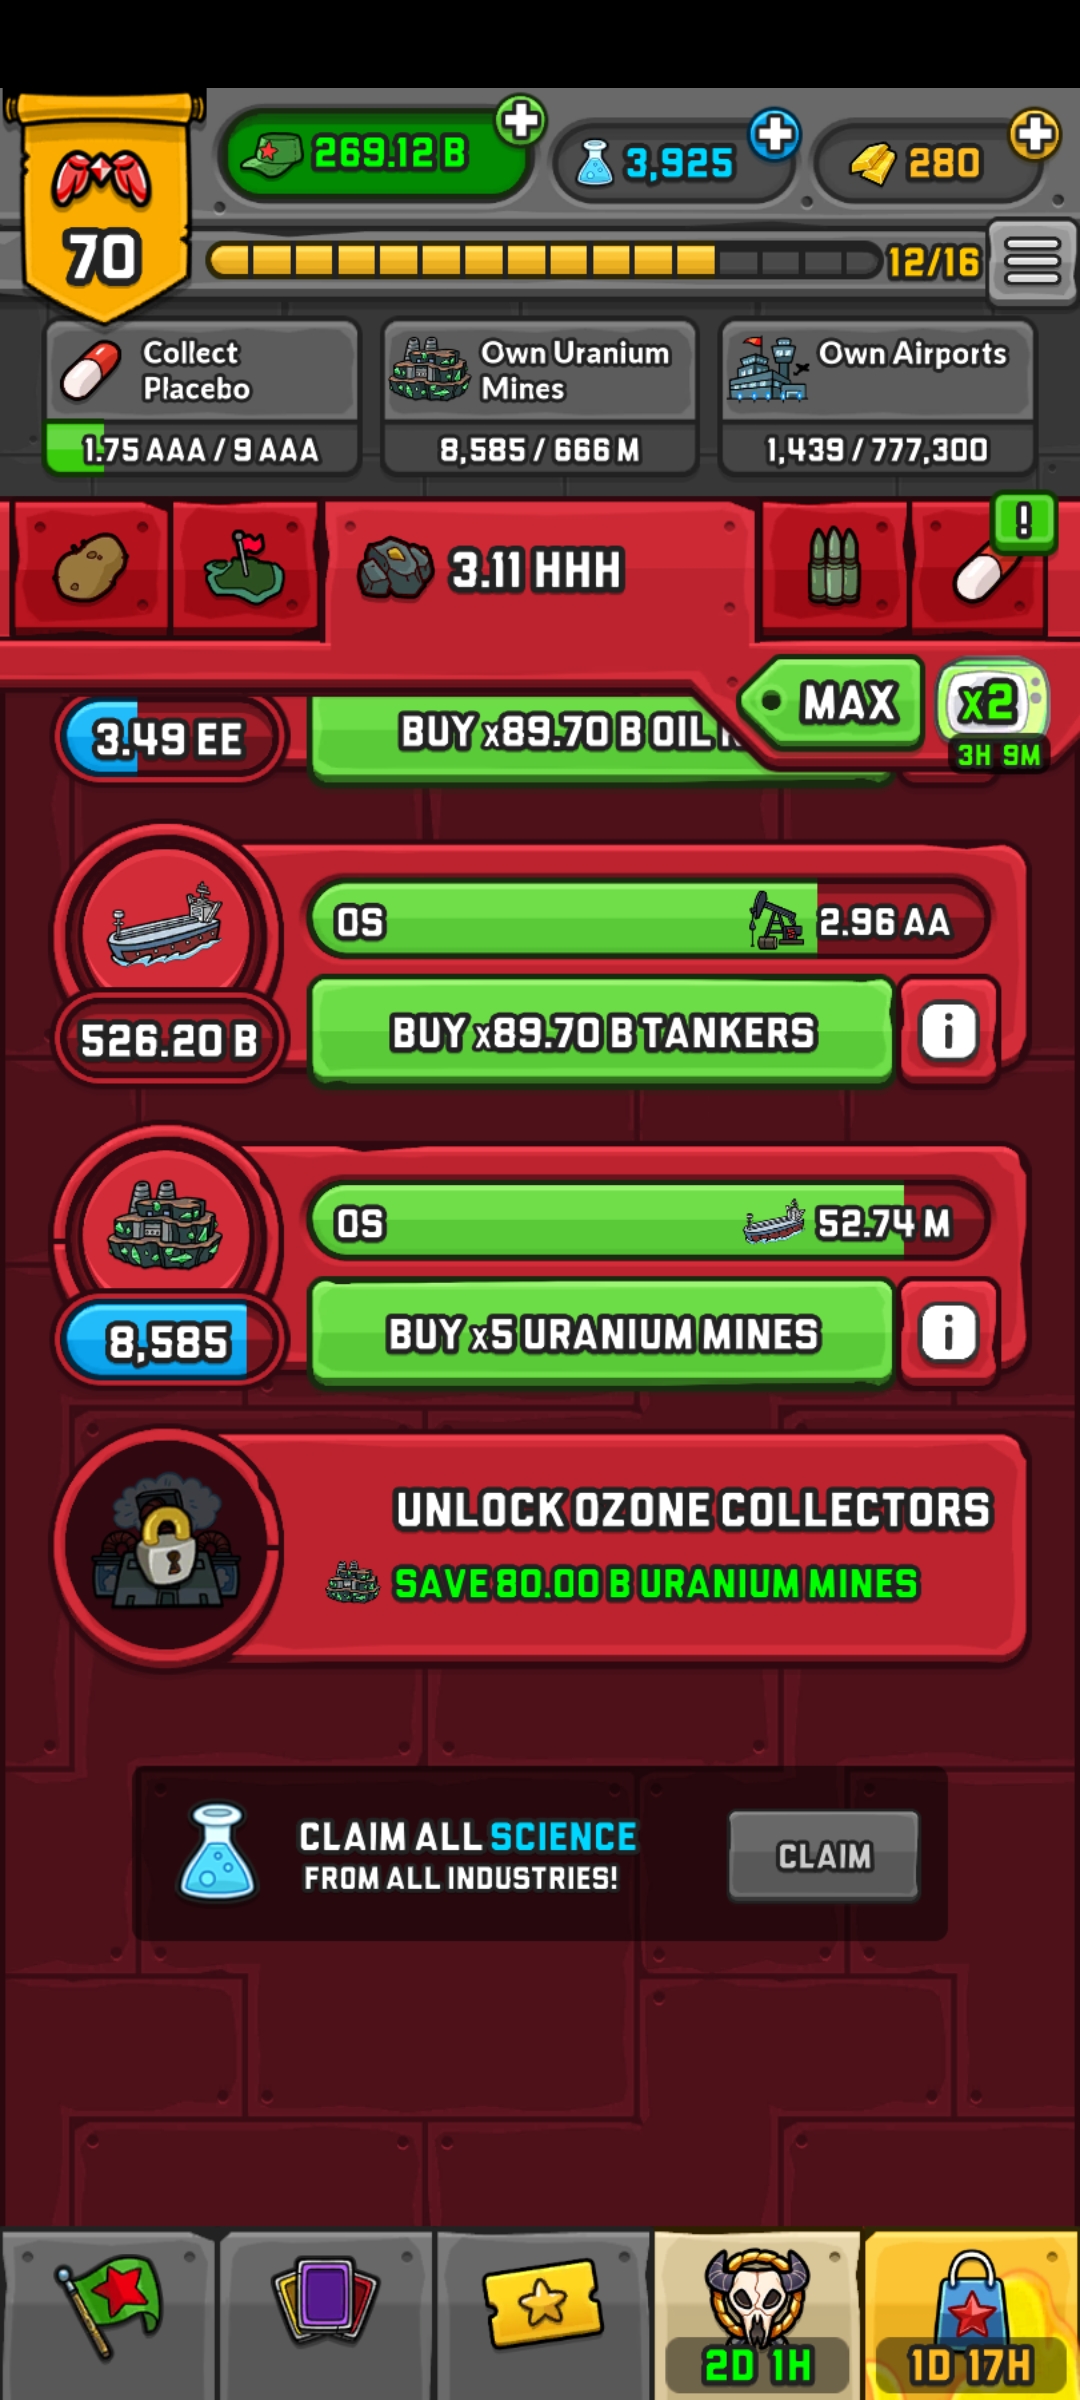 269.12 B
3,925
280
70
12/16
Collect
Placebo
Own Uranium
Mines
Own Airports
1.75 AAA / 9 AAA
8,585 / 666 M
1,439 / 777,300
!
3.11 HHH
MAX
x2
3H 9M
3.49 EE
BUY x89.70 B OIL
0S
2.96 AA
526.20 B
BUY x89.70 B TANKERS
i
0S
52.74 M
8,585
BUY x5 URANIUM MINES
i
UNLOCK OZONE COLLECTORS
SAVE 80.00 B URANIUM MINES
CLAIM ALL SCIENCE
FROM ALL INDUSTRIES!
CLAIM
2D 1H
1D 17H